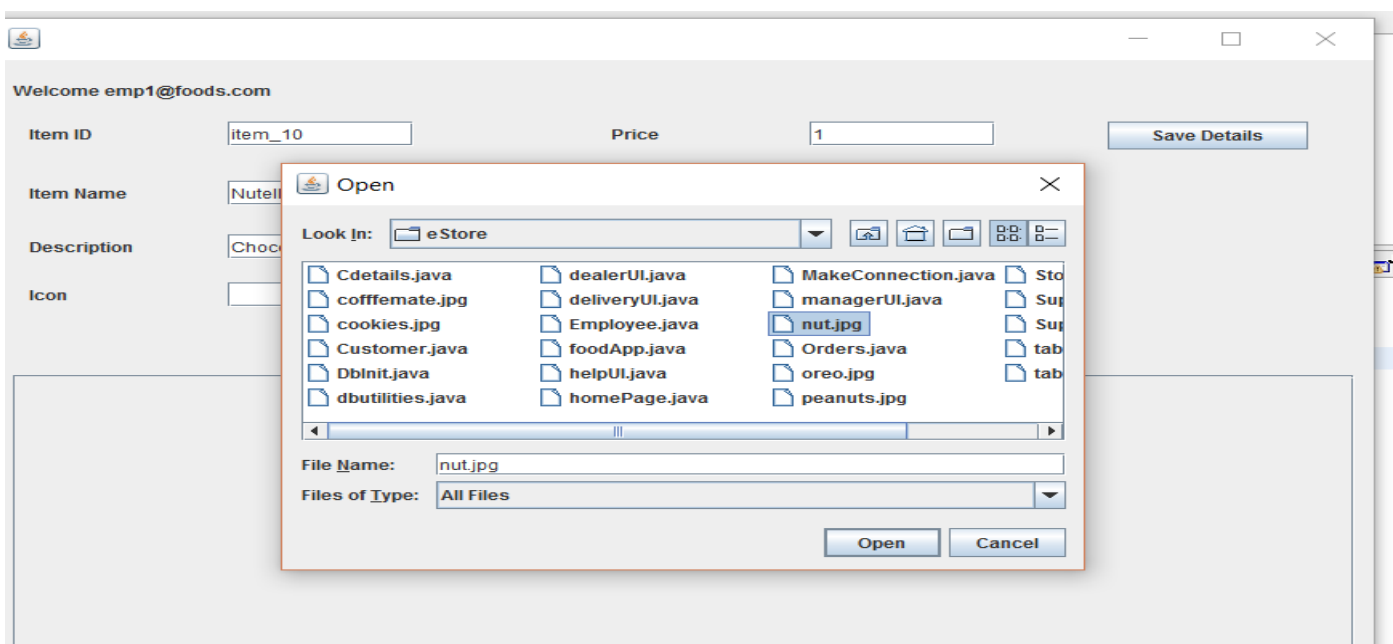 Welcome emp1@foods.com
Item ID item_10 Price 1 Save Details
Open
Item Name
Look In: eStore
Description
Cdetails.java dealerUI.java MakeConnection.java
Icon
cofffemate.jpg deliveryUI.java managerUI.java
cookies.jpg Employee.java nut.jpg
Customer.java foodApp.java Orders.java
DbInit.java helpUI.java oreo.jpg
dbutilities.java homePage.java peanuts.jpg
File Name: nut.jpg
Files of Type: All Files
Open Cancel